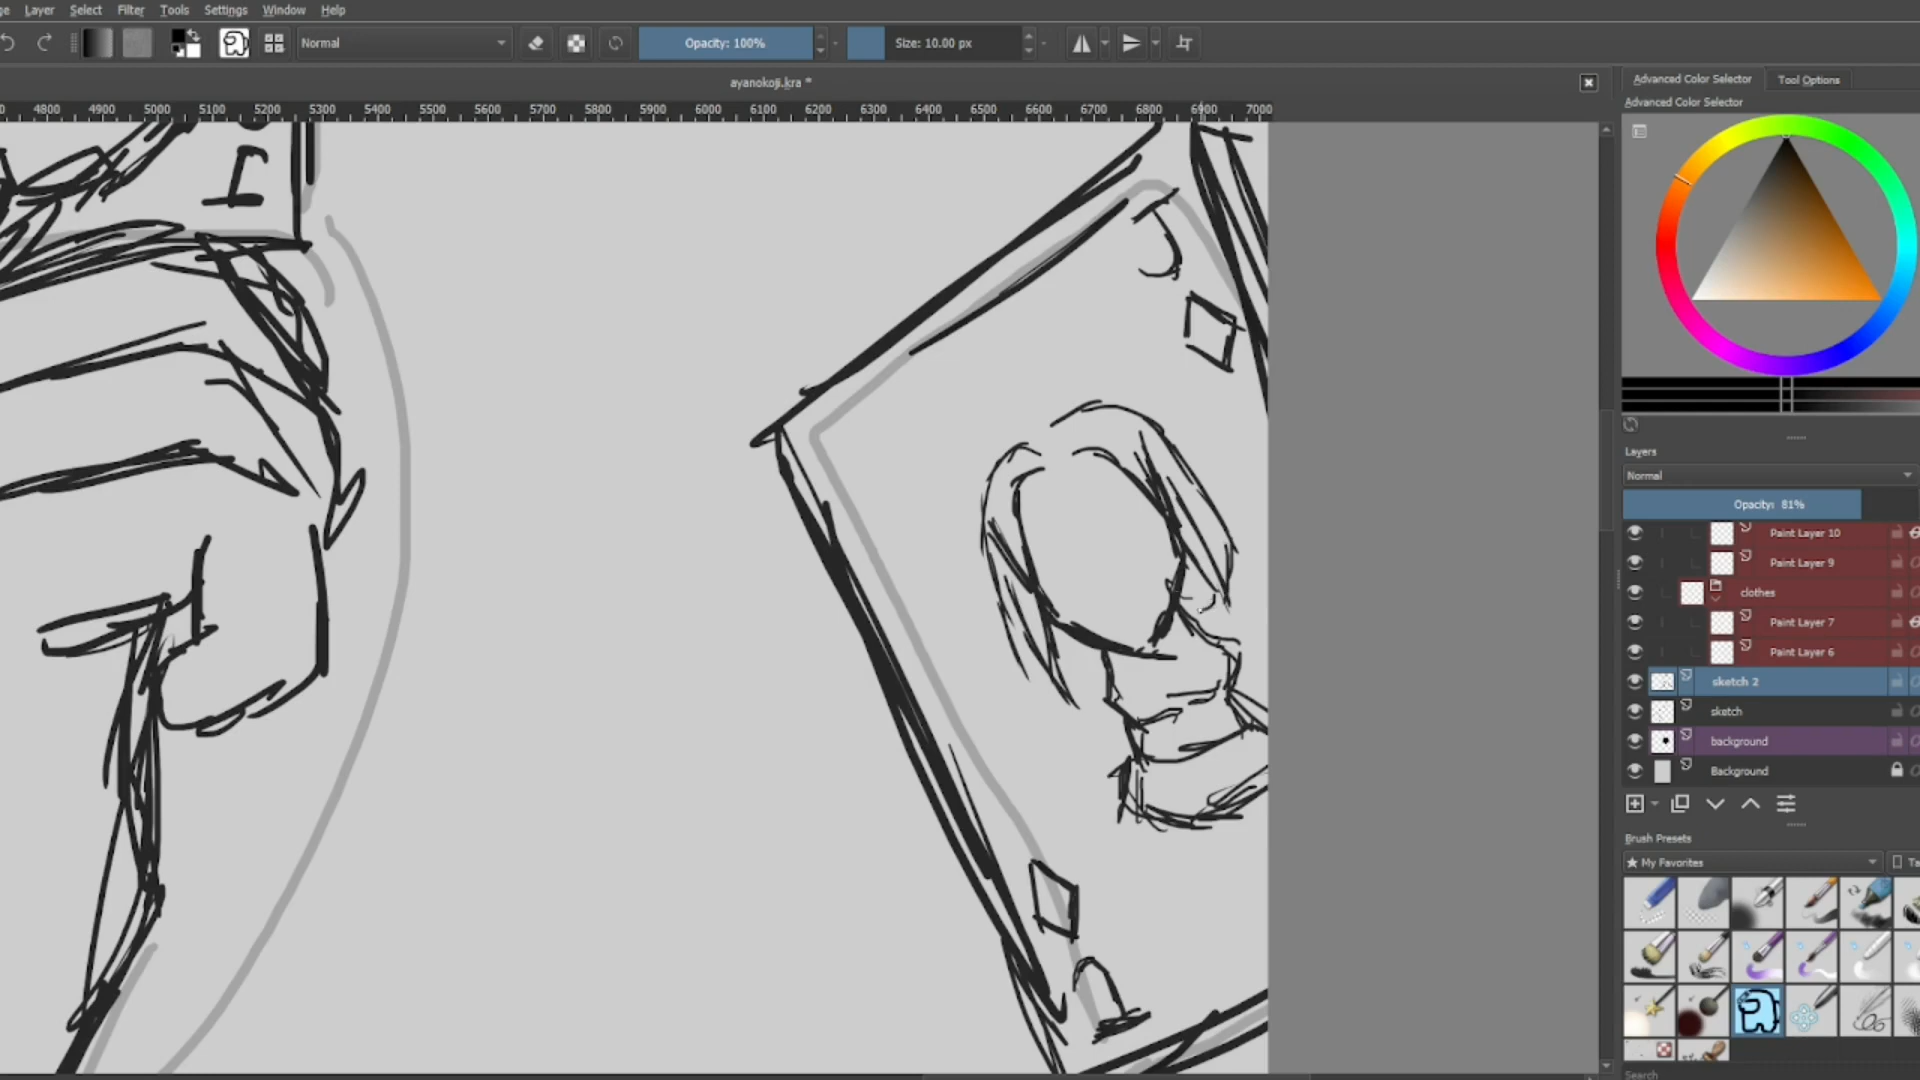 Layer Select Filter Tools Settings Window Help
Normal
Opacity: 100%
Size: 10.00 px
ayanokoji.kra *
4800 4900 5000 5100 5200 5300 5400 5500 5600 5700 5800 5900 6000 6100 6200 6300 6400 6500 6600 6700 6800 6900 7000
Advanced Color Selector
Tool Options
Advanced Color Selector
J
J
J
Layers
Normal
Opacity: 81%
Paint Layer 10
Paint Layer 9
clothes
Paint Layer 7
Paint Layer 6
sketch 2
sketch
background
Background
Brush Presets
★ My Favorites
Ta
Search